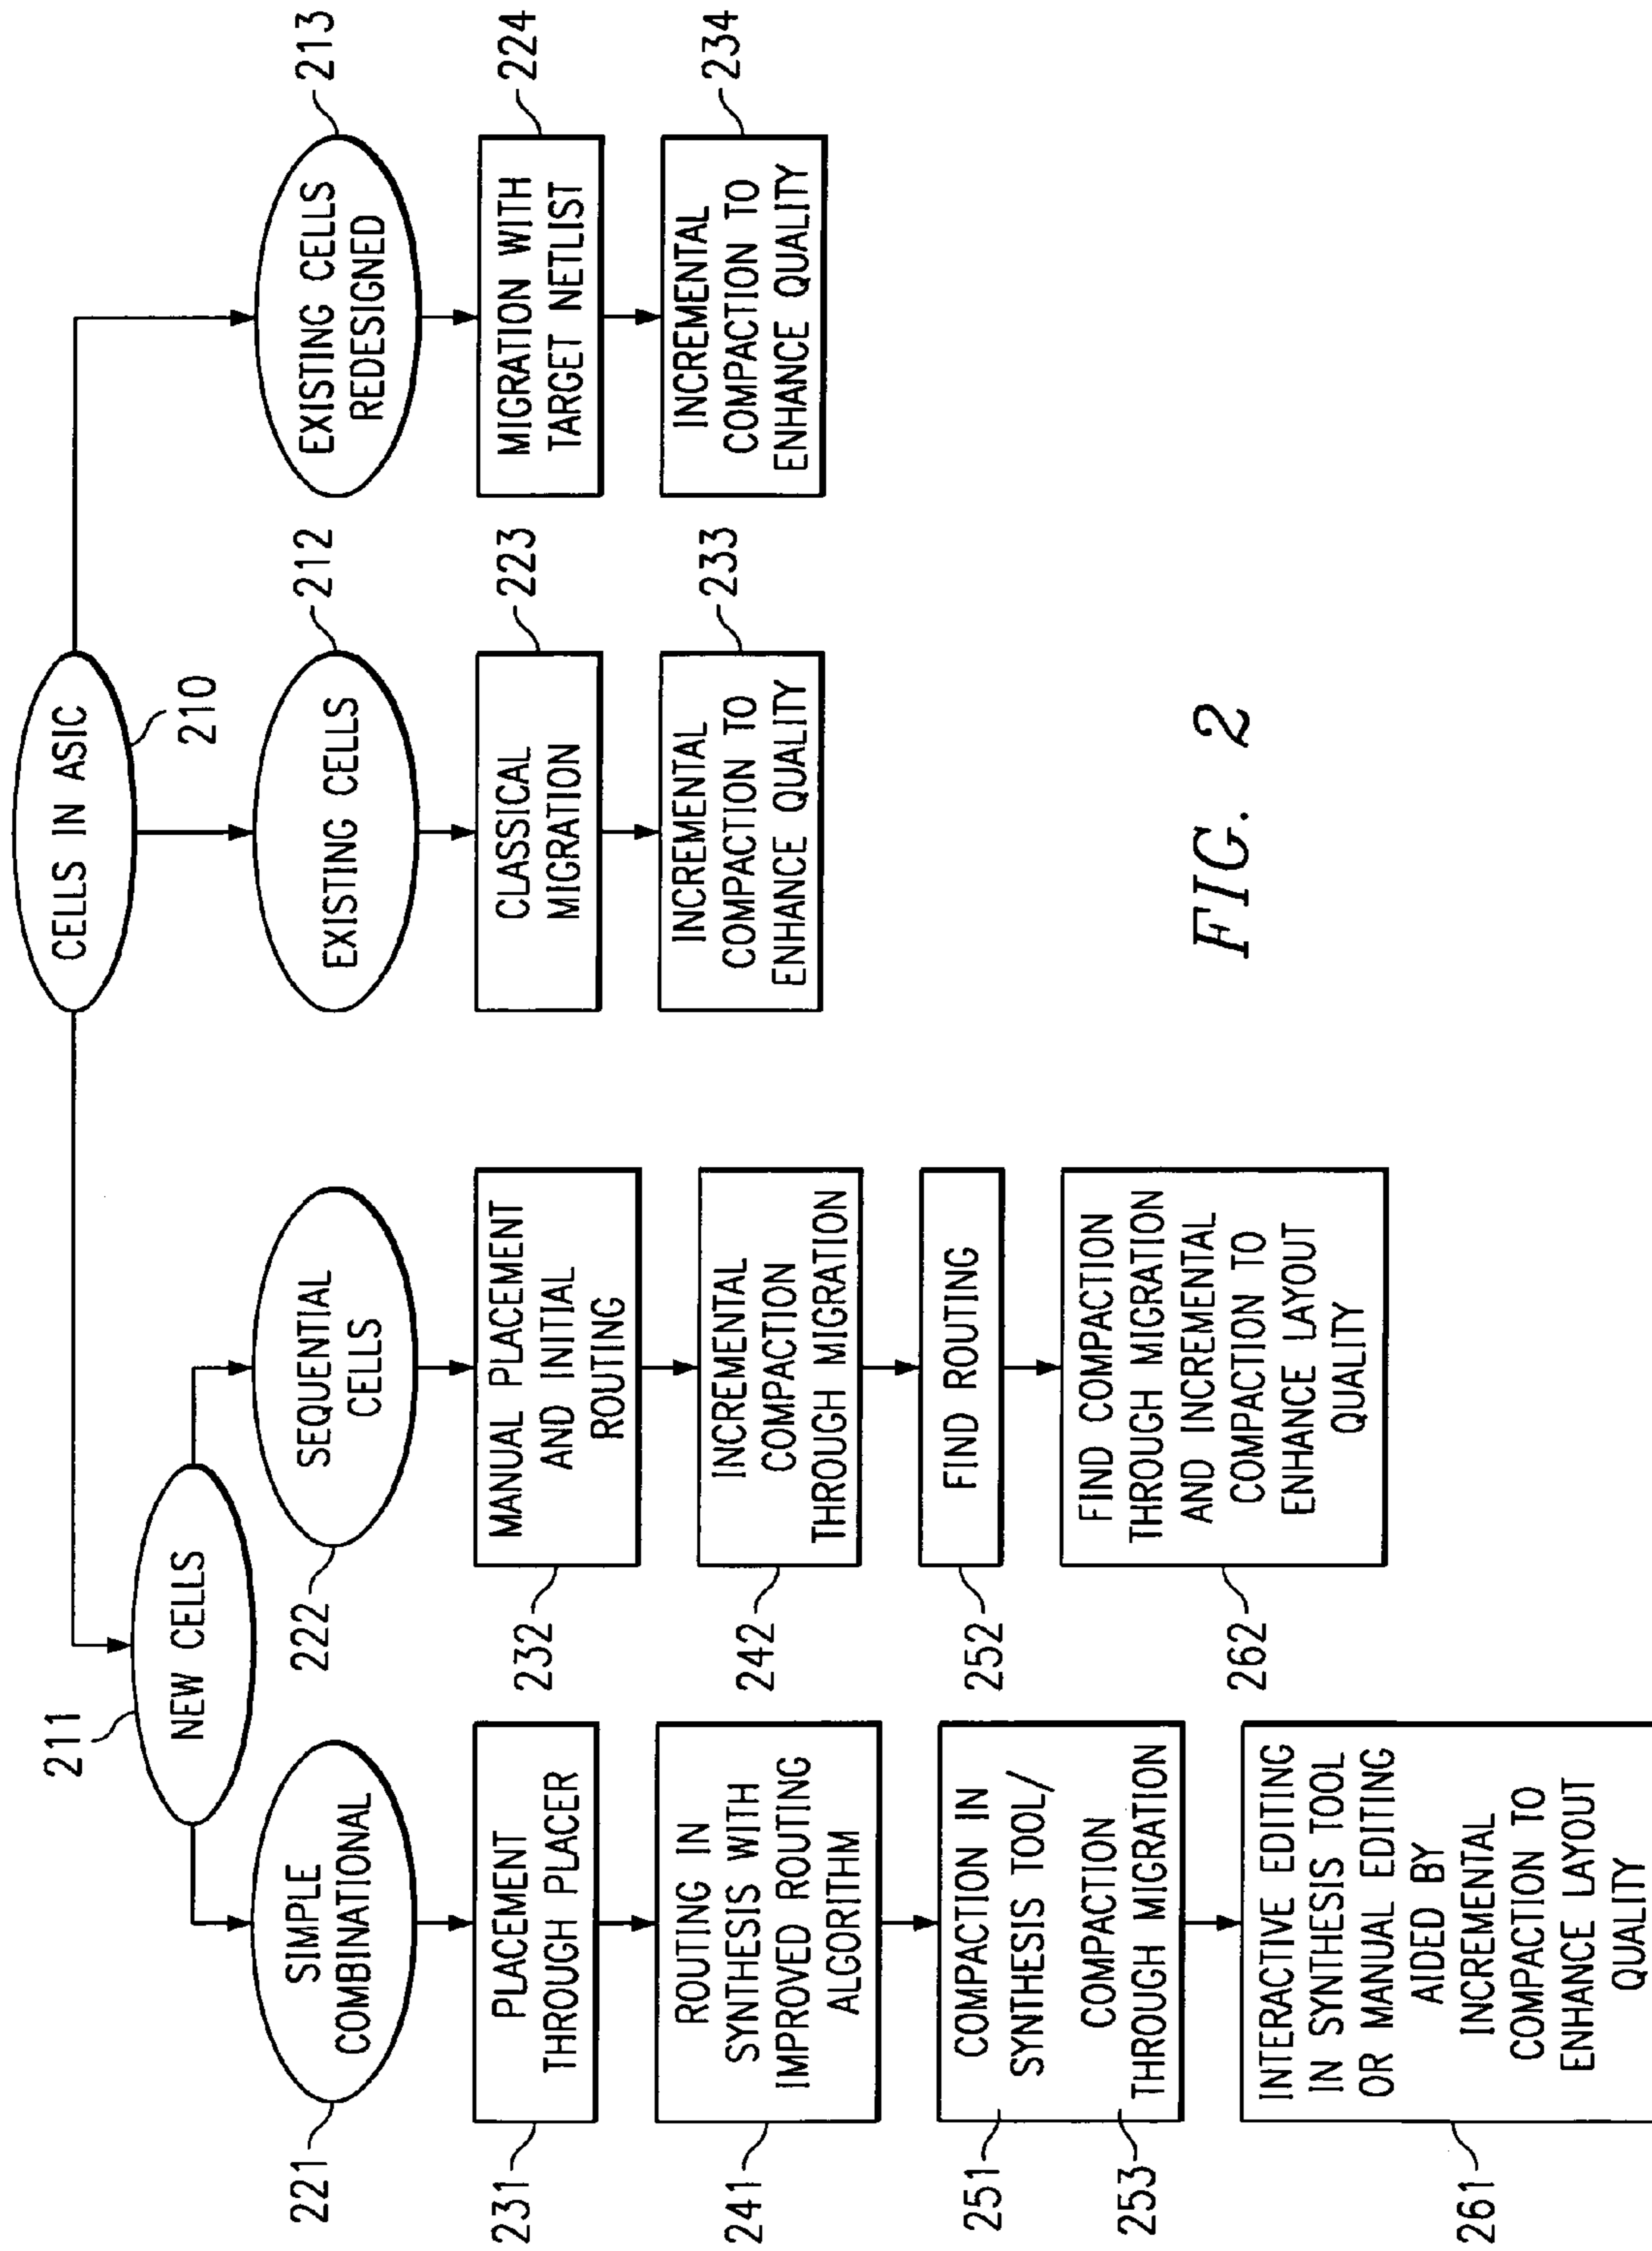 CELLS IN ASIC
210
211
NEW CELLS
EXISTING CELLS
212
EXISTING CELLS
REDESIGNED
213
221
SIMPLE
COMBINATIONAL
222
SEQUENTIAL
CELLS
231
PLACEMENT
THROUGH PLACER
232
MANUAL PLACEMENT
AND INITIAL
ROUTING
CLASSICAL
MIGRATION
223
MIGRATION WITH
TARGET NETLIST
224
241
ROUTING IN
SYNTHESIS WITH
IMPROVED ROUTING
ALGORITHM
242
INCREMENTAL
COMPACTION
THROUGH MIGRATION
INCREMENTAL
COMPACTION TO
ENHANCE QUALITY
233
INCREMENTAL
COMPACTION TO
ENHANCE QUALITY
234
251
COMPACTION IN
SYNTHESIS TOOL/
COMPACTION
THROUGH MIGRATION
253
252
FIND ROUTING
262
FIND COMPACTION
THROUGH MIGRATION
AND INCREMENTAL
COMPACTION TO
ENHANCE LAYOUT
QUALITY
261
INTERACTIVE EDITING
IN SYNTHESIS TOOL
OR MANUAL EDITING
AIDED BY
INCREMENTAL
COMPACTION TO
ENHANCE LAYOUT
QUALITY
FIG. 2